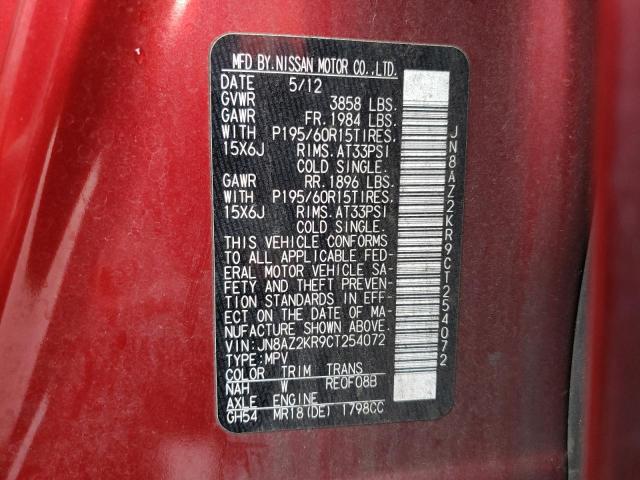 MFD BY.NISSAN MOTOR CO.,LTD.
DATE 5/12
GVWR 3858 LBS.
GAWR FR.1984 LBS.
WITH P195/60R15TIRES.
15X6J RIMS.AT33PSI
COLD SINGLE.
GAWR RR.1896 LBS.
WITH P195/60R15TIRES.
15X6J RIMS.AT33PSI
COLD SINGLE.
THIS VEHICLE CONFORMS
TO ALL APPLICABLE FED-
ERAL MOTOR VEHICLE SA-
FETY AND THEFT PREVEN-
TION STANDARDS IN EFF-
ECT ON THE DATE OF MA-
NUFACTURE SHOWN ABOVE.
VIN:JN8AZ2KR9CT254072
TYPE:MPV
COLOR TRIM TRANS
NAH W RE0F08B
AXLE ENGINE
GH54 MR18(DE) 1798CC
JN8AZ2KR9CT254072